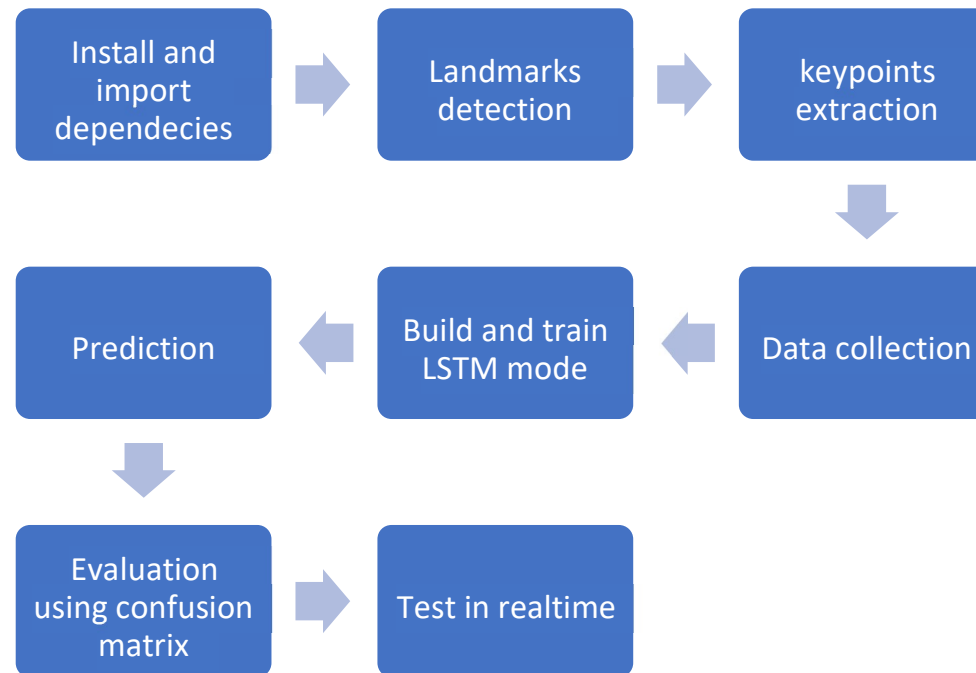 Install and
import
dependecies
Landmarks
detection
keypoints
extraction
Data collection
Build and train
LSTM mode
Prediction
Evaluation
using confusion
matrix
Test in realtime